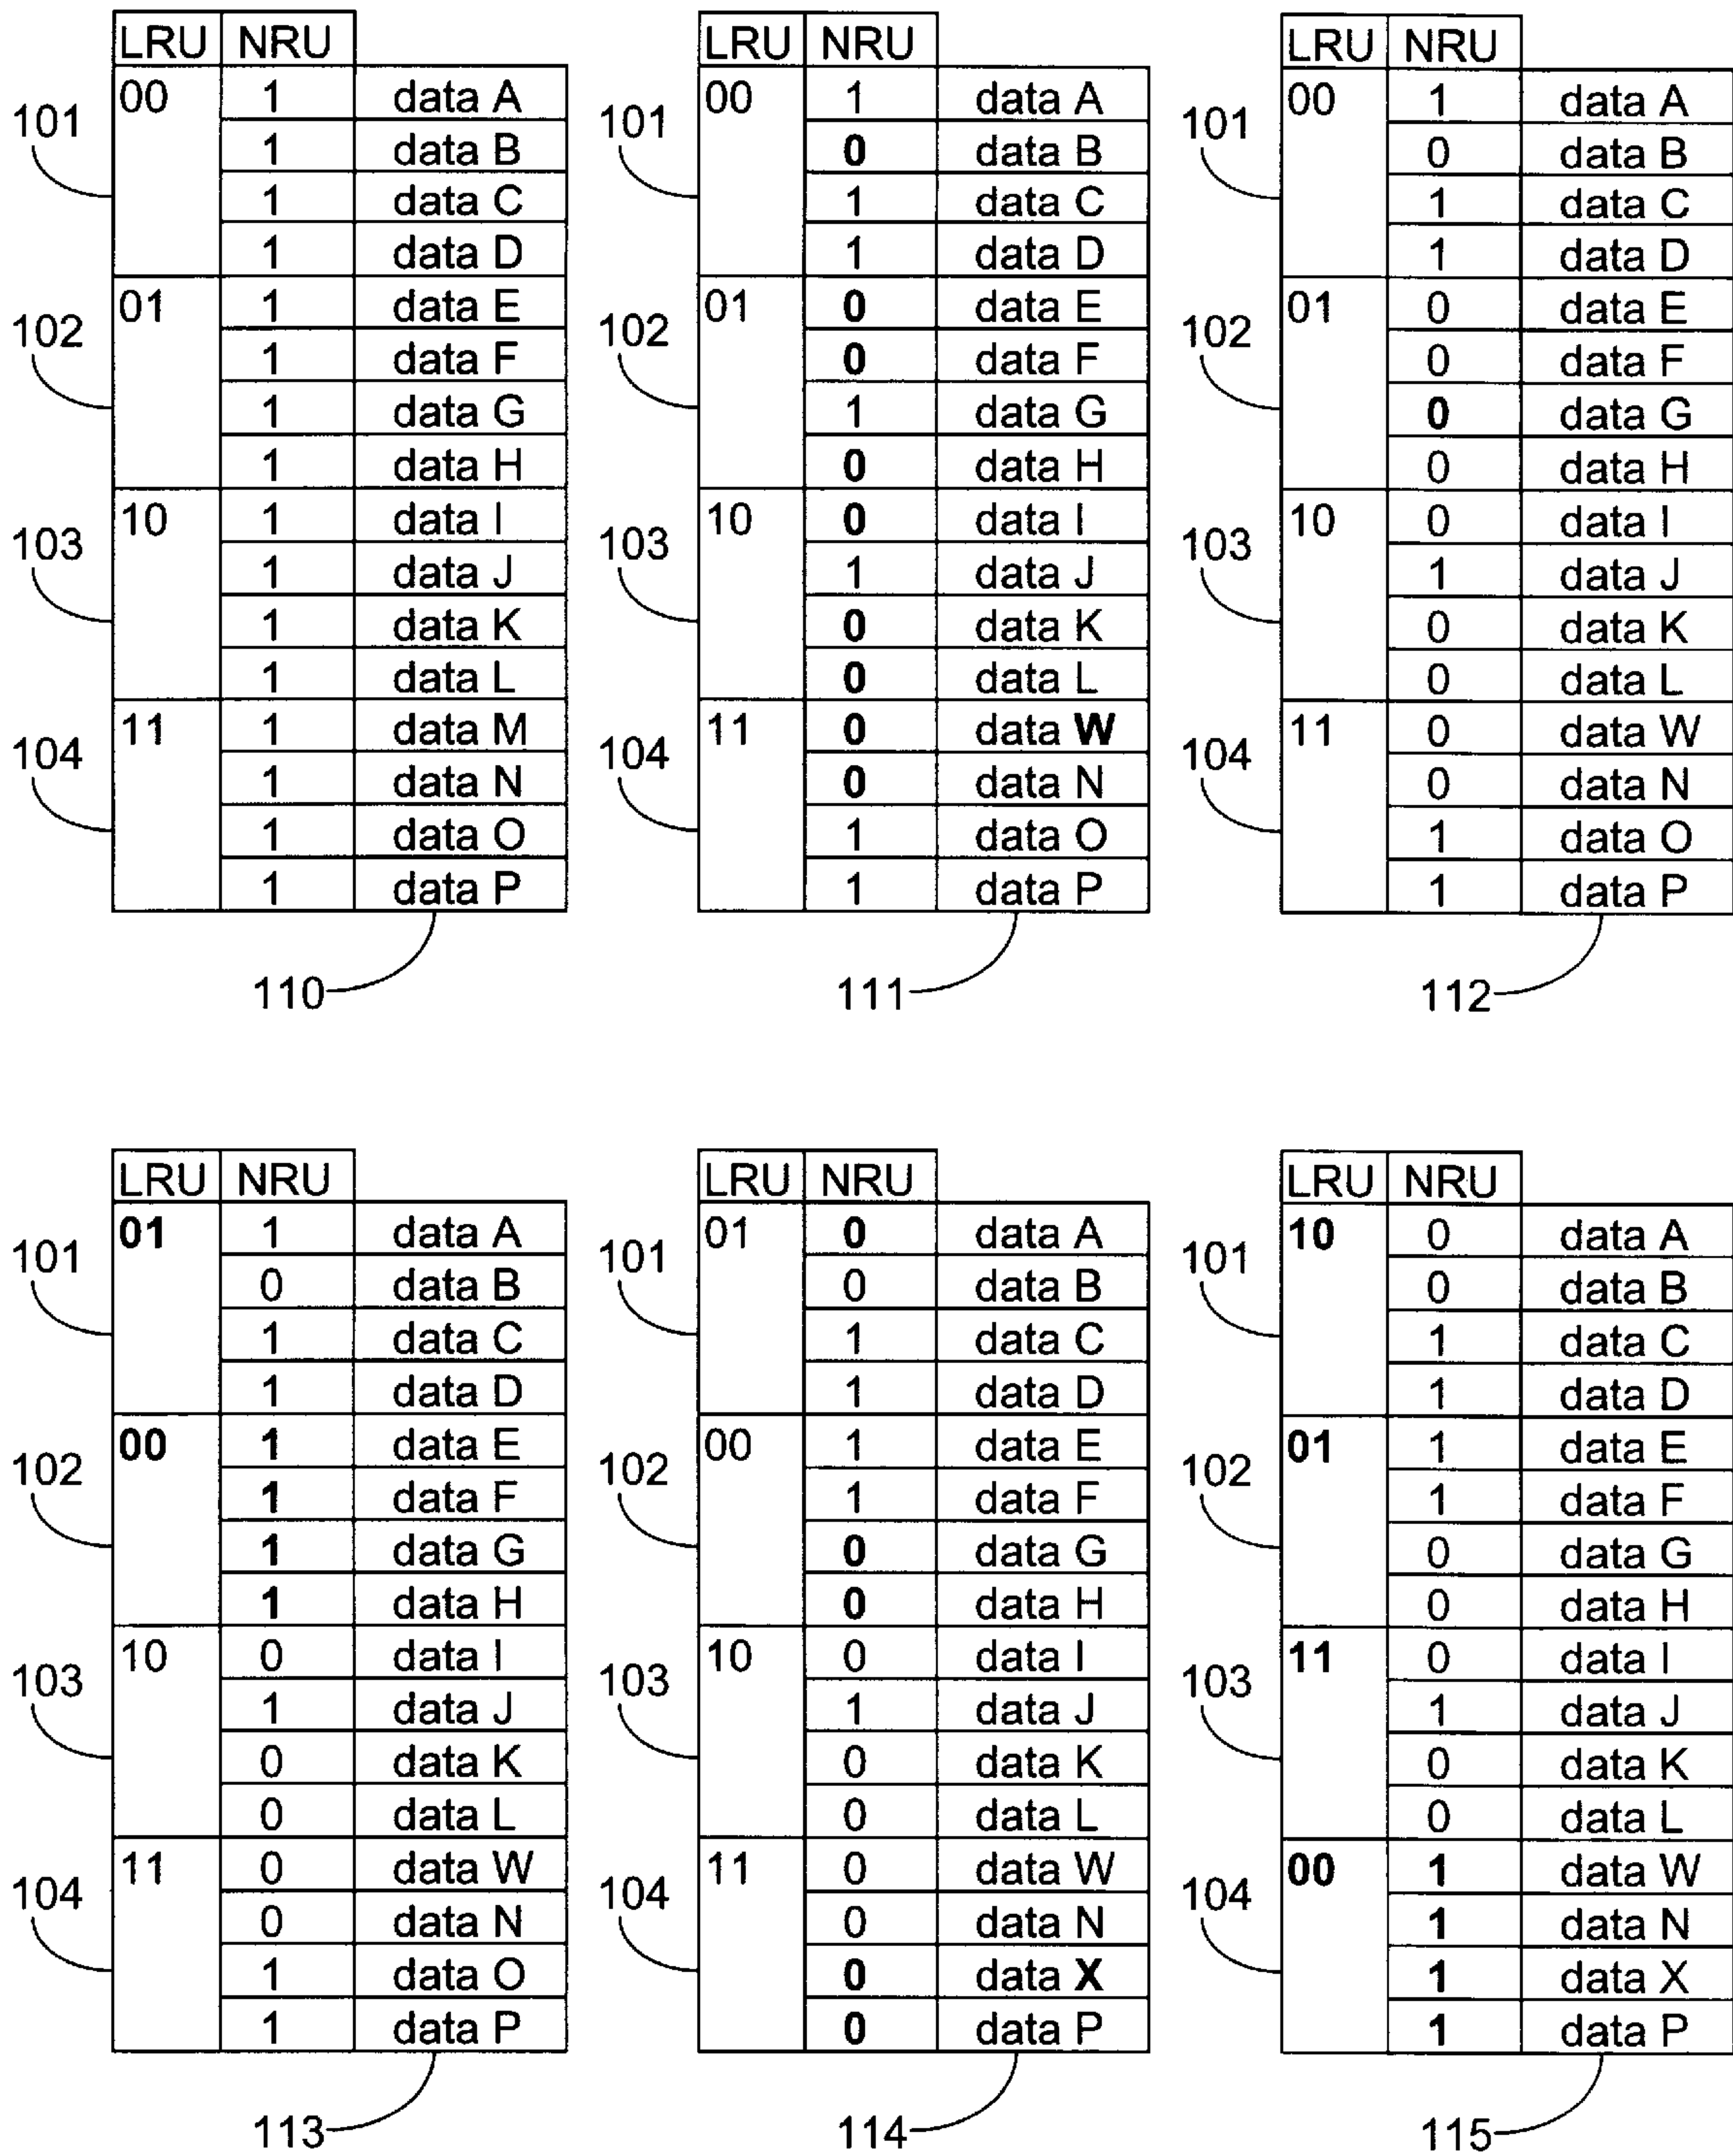 LRU NRU LRU NRU LRU NRU
00 1 data A 00 1 data A 00 1 data A
101 1 data B 101 0 data B 101 0 data B
1 data C 1 data C 1 data C
1 data D 1 data D 1 data D
01 1 data E 01 0 data E 01 0 data E
102 1 data F 102 0 data F 102 0 data F
1 data G 1 data G 0 data G
1 data H 0 data H 0 data H
10 1 data I 10 0 data I 10 0 data I
103 1 data J 103 1 data J 103 1 data J
1 data K 0 data K 0 data K
1 data L 0 data L 0 data L
11 1 data M 11 0 data W 11 0 data W
104 1 data N 104 0 data N 104 0 data N
1 data O 1 data O 1 data O
1 data P 1 data P 1 data P
110 111 112
LRU NRU LRU NRU LRU NRU
01 1 data A 01 0 data A 10 0 data A
101 0 data B 101 0 data B 101 0 data B
1 data C 1 data C 1 data C
1 data D 1 data D 1 data D
00 1 data E 00 1 data E 01 1 data E
102 1 data F 102 1 data F 102 1 data F
1 data G 0 data G 0 data G
1 data H 0 data H 0 data H
10 0 data I 10 0 data I 11 0 data I
103 1 data J 103 1 data J 103 1 data J
0 data K 0 data K 0 data K
0 data L 0 data L 0 data L
11 0 data W 11 0 data W 00 1 data W
104 0 data N 104 0 data N 104 1 data N
1 data O 0 data X 1 data X
1 data P 0 data P 1 data P
113 114 115